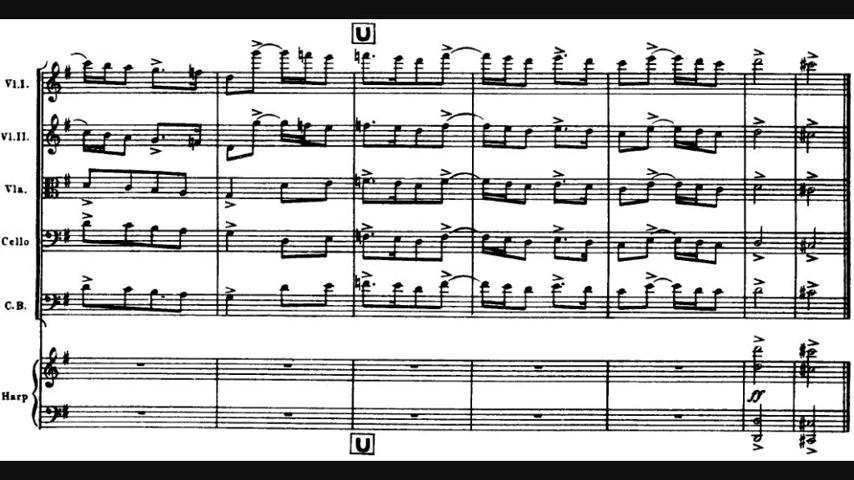 U
Vl.I.
Vl.II.
Vla.
Cello
C.B.
Harp
ff
U